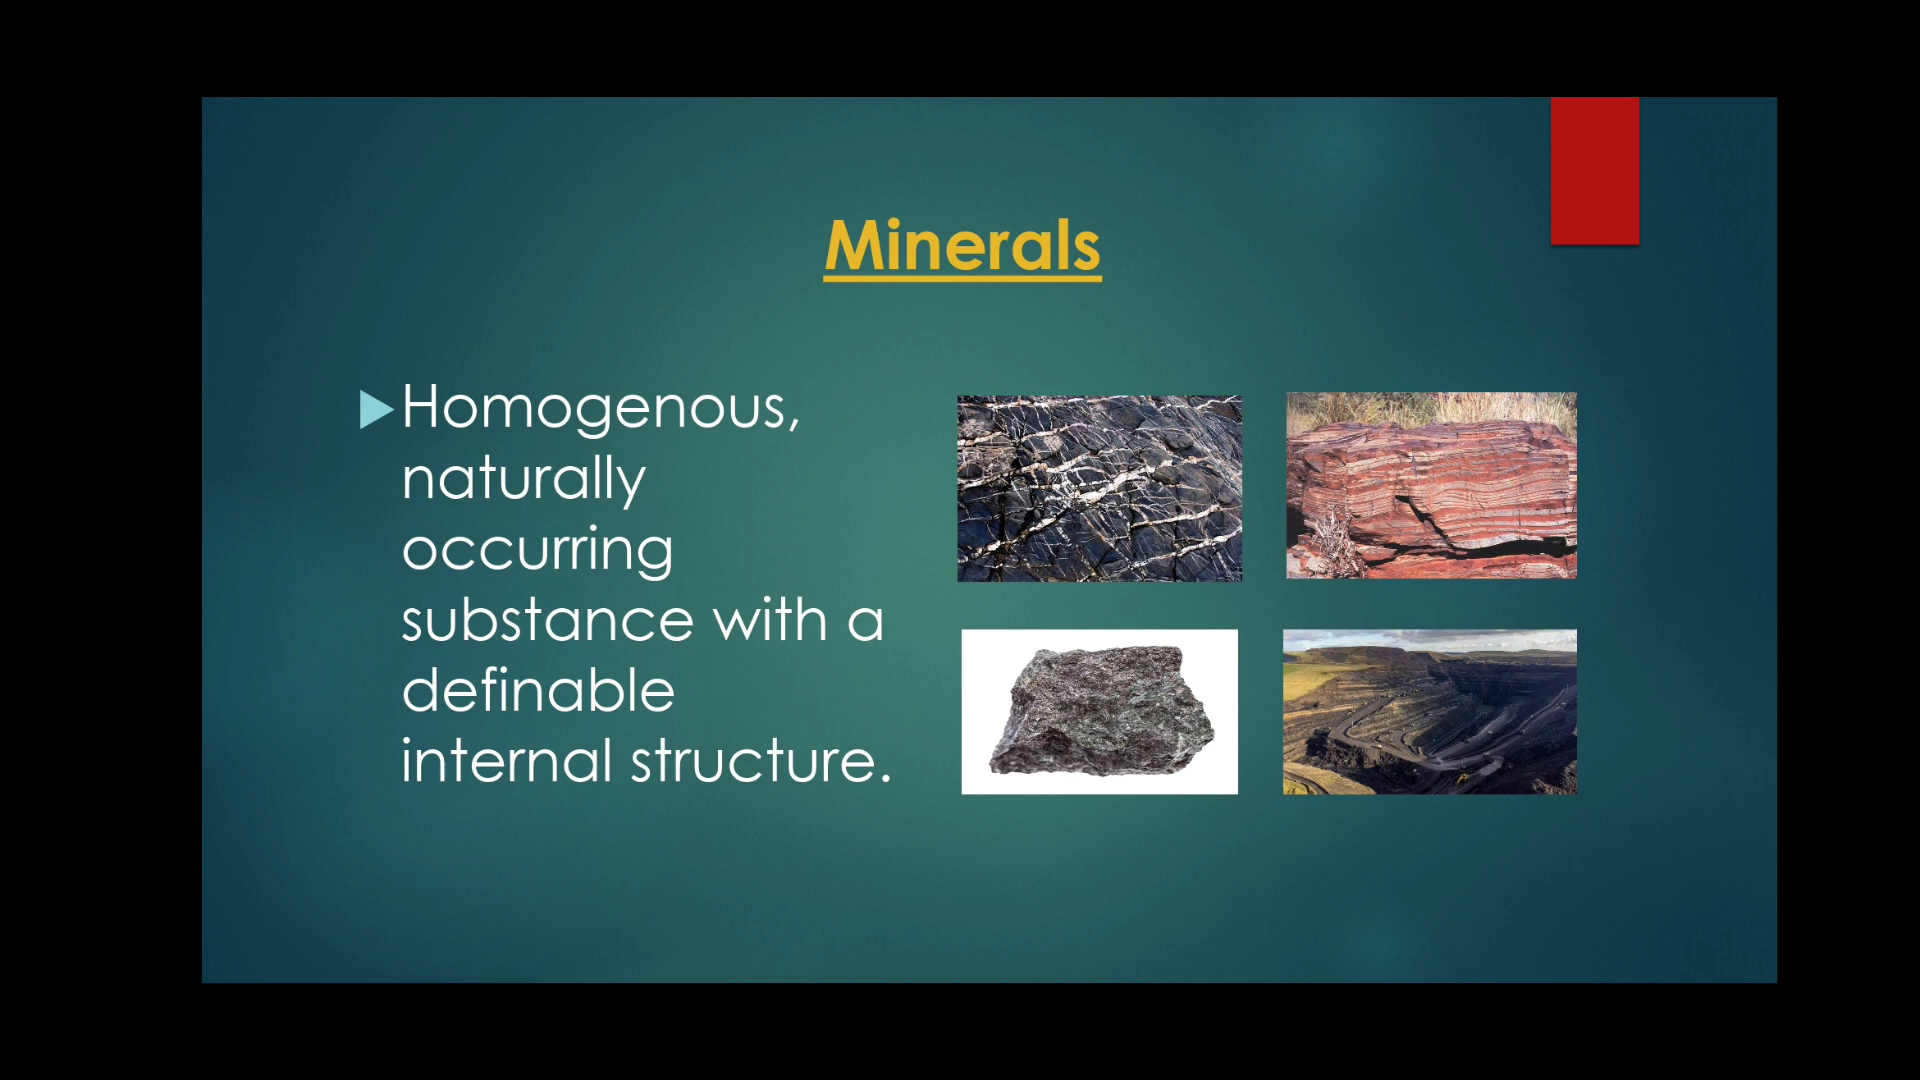 Minerals
Homogenous,
naturally
occurring
substance with a
definable
internal structure.